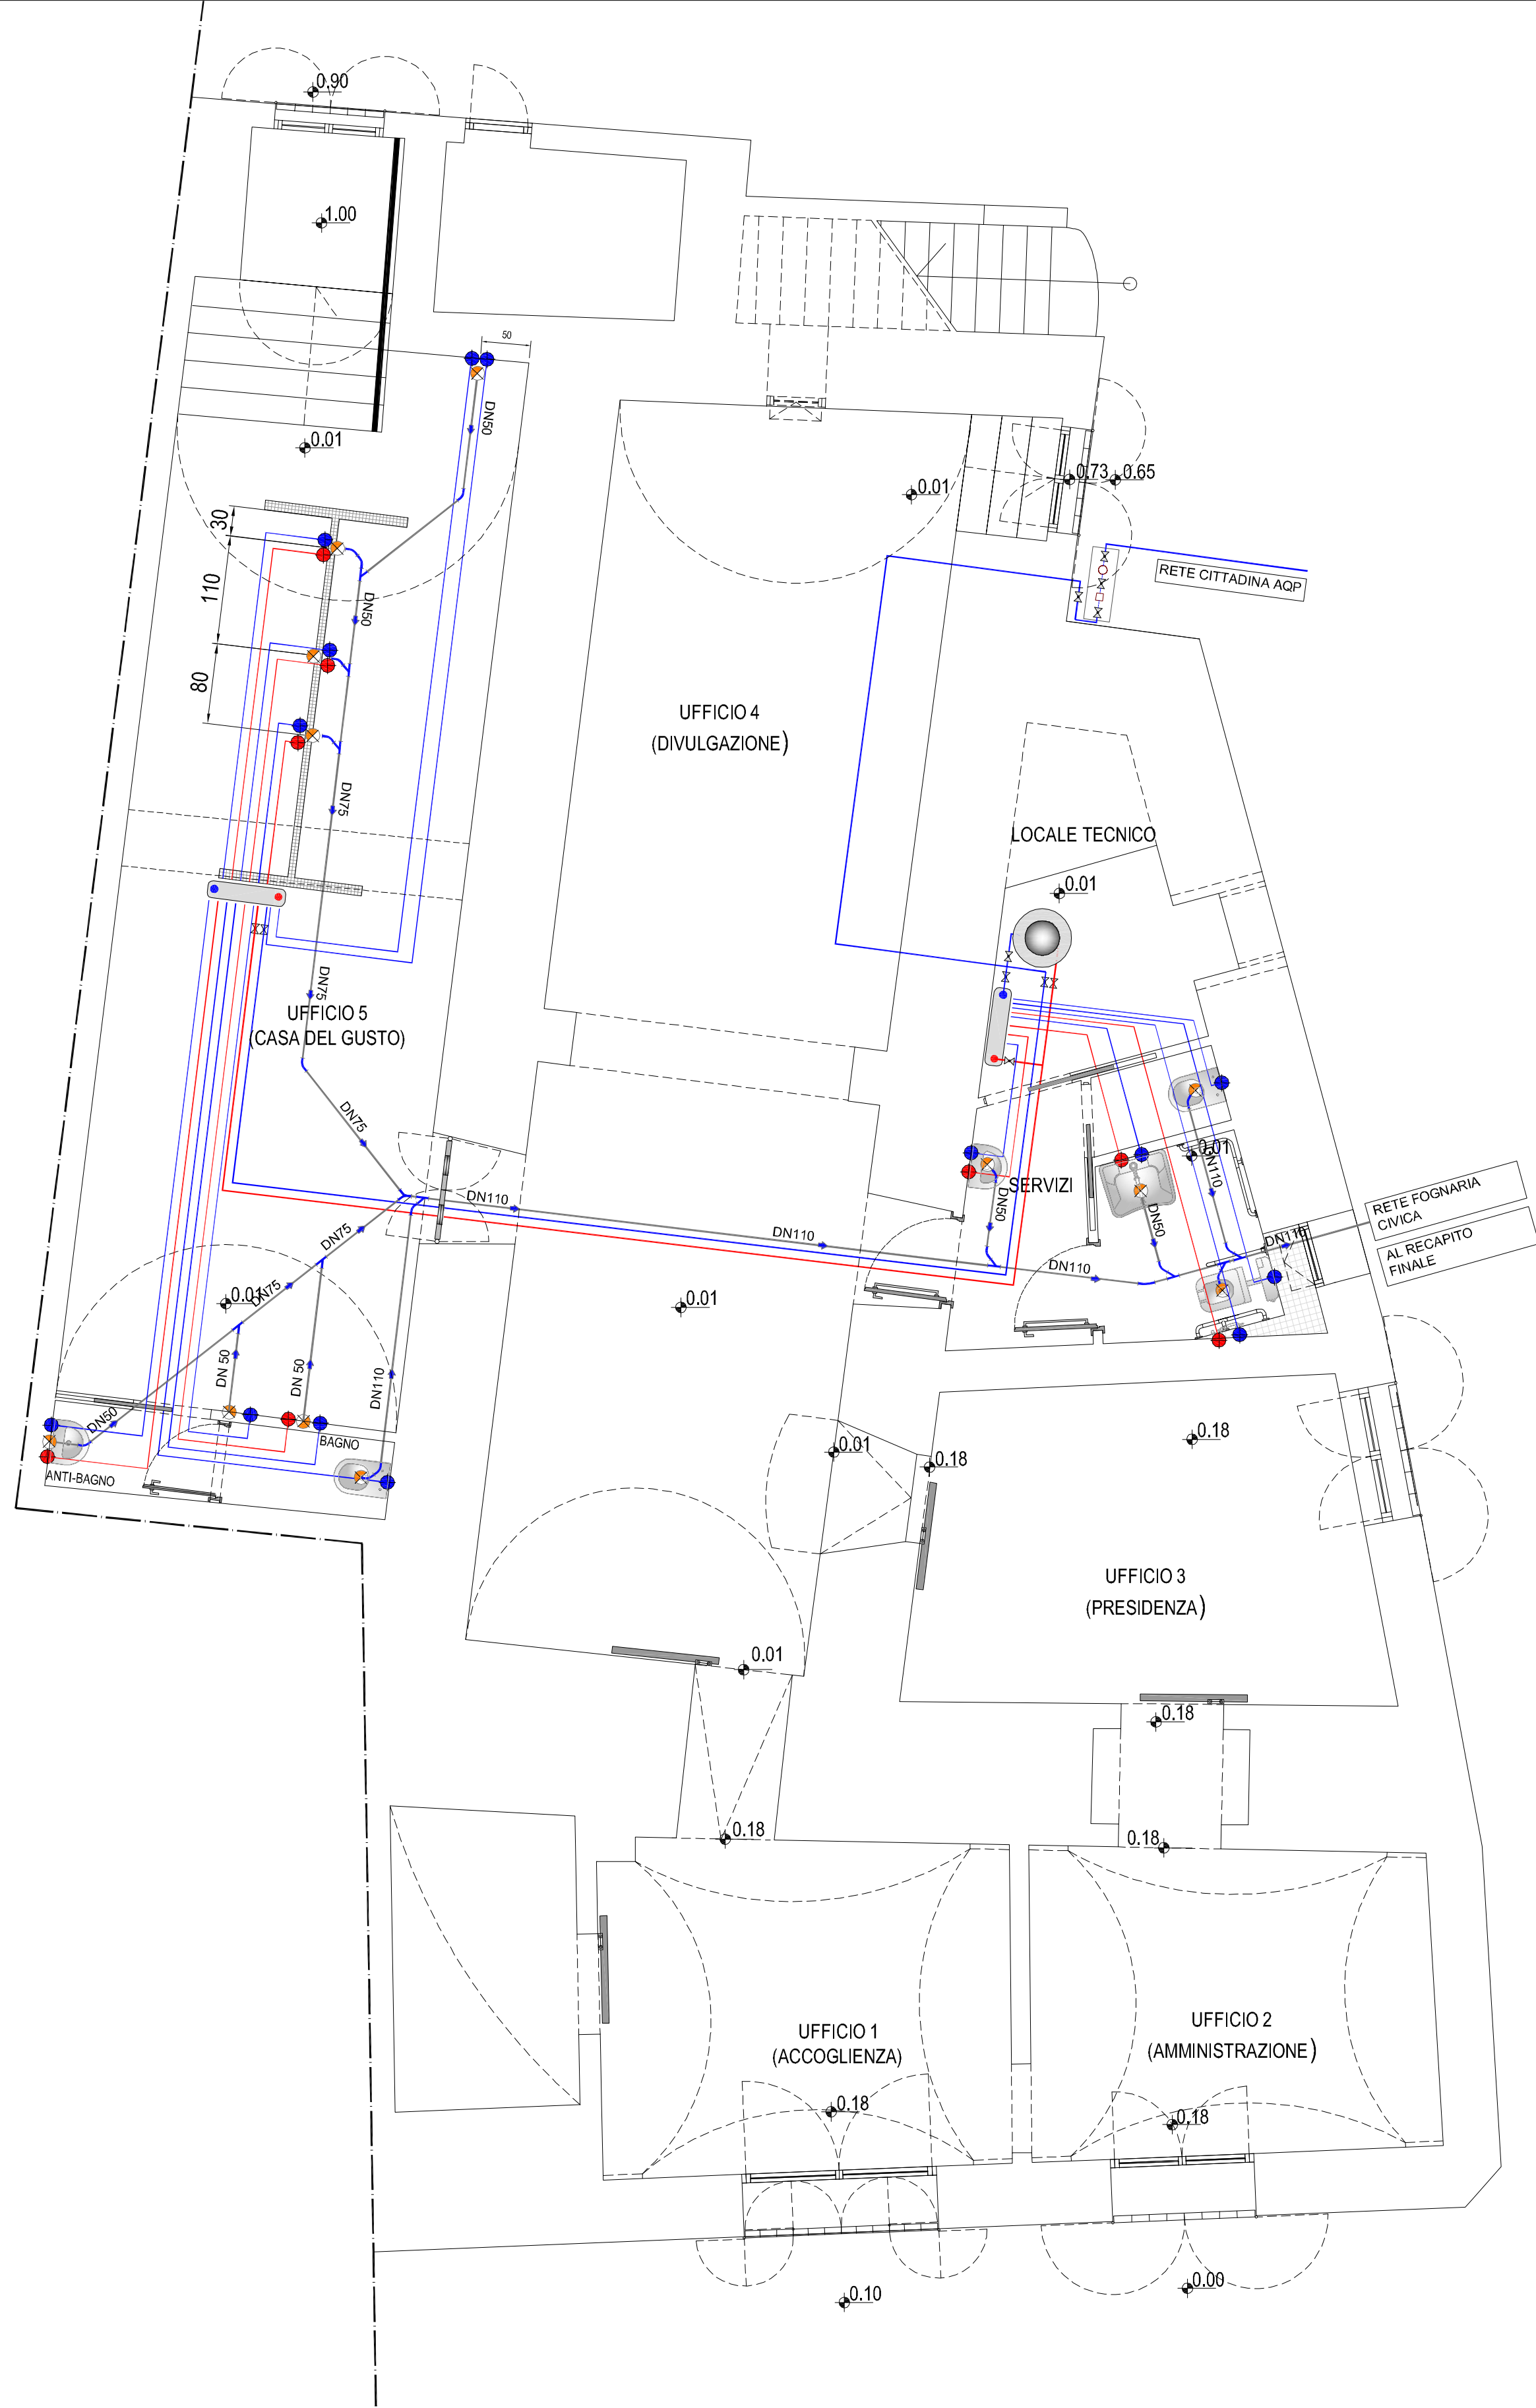 0.90
1.00
50
DN50
0.01
0.73
0.65
0.01
30
RETE CITTADINA AQP
110
DN50
80
UFFICIO 4
(DIVULGAZIONE)
DN75
LOCALE TECNICO
0.01
DN75
UFFICIO 5
(CASA DEL GUSTO)
DN75
0.01
DN110
SERVIZI
DN110
DN50
DN50
RETE FOGNARIA
CIVICA
DN110
DN75
DN110
DN110
AL RECAPITO
FINALE
DN110
DN75
0.01
0.01
DN 50
DN 50
DN110
DN50
BAGNO
ANTI-BAGNO
0.01
0.18
0.18
UFFICIO 3
(PRESIDENZA)
0.01
0.18
0.18
0.18
UFFICIO 1
(ACCOGLIENZA)
UFFICIO 2
(AMMINISTRAZIONE)
0.18
0.18
0.10
0.00